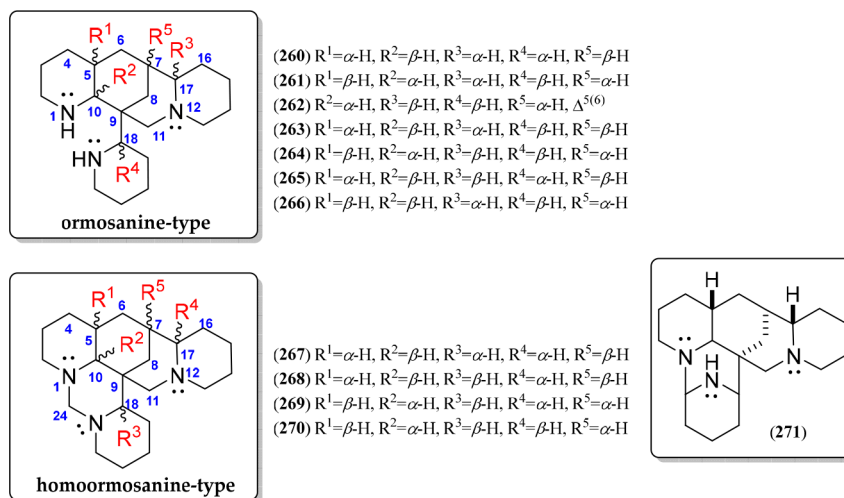 R¹ R⁵
6 R³
4 7 16
5 R² 8
17
N 12
1 10
H 9 11
18
HN R⁴
ormosanine-type
(260) R¹=α-H, R²=β-H, R³=α-H, R⁴=α-H, R⁵=β-H
(261) R¹=α-H, R²=β-H, R³=α-H, R⁴=β-H, R⁵=α-H
(262) R²=α-H, R³=β-H, R⁴=β-H, R⁵=α-H, Δ⁵⁽⁶⁾
(263) R¹=α-H, R²=β-H, R³=α-H, R⁴=β-H, R⁵=β-H
(264) R¹=β-H, R²=α-H, R³=β-H, R⁴=β-H, R⁵=α-H
(265) R¹=α-H, R²=β-H, R³=β-H, R⁴=α-H, R⁵=β-H
(266) R¹=β-H, R²=β-H, R³=α-H, R⁴=β-H, R⁵=α-H
R¹ R⁵
6 R⁴
4 7 16
5 R² 8 17
N 10 N 12
1 9 11
24 18
N R³
homoormosanine-type
(267) R¹=α-H, R²=β-H, R³=α-H, R⁴=α-H, R⁵=β-H
(268) R¹=α-H, R²=β-H, R³=α-H, R⁴=β-H, R⁵=β-H
(269) R¹=β-H, R²=α-H, R³=β-H, R⁴=α-H, R⁵=α-H
(270) R¹=β-H, R²=α-H, R³=β-H, R⁴=β-H, R⁵=α-H
H H
N H N
N
(271)